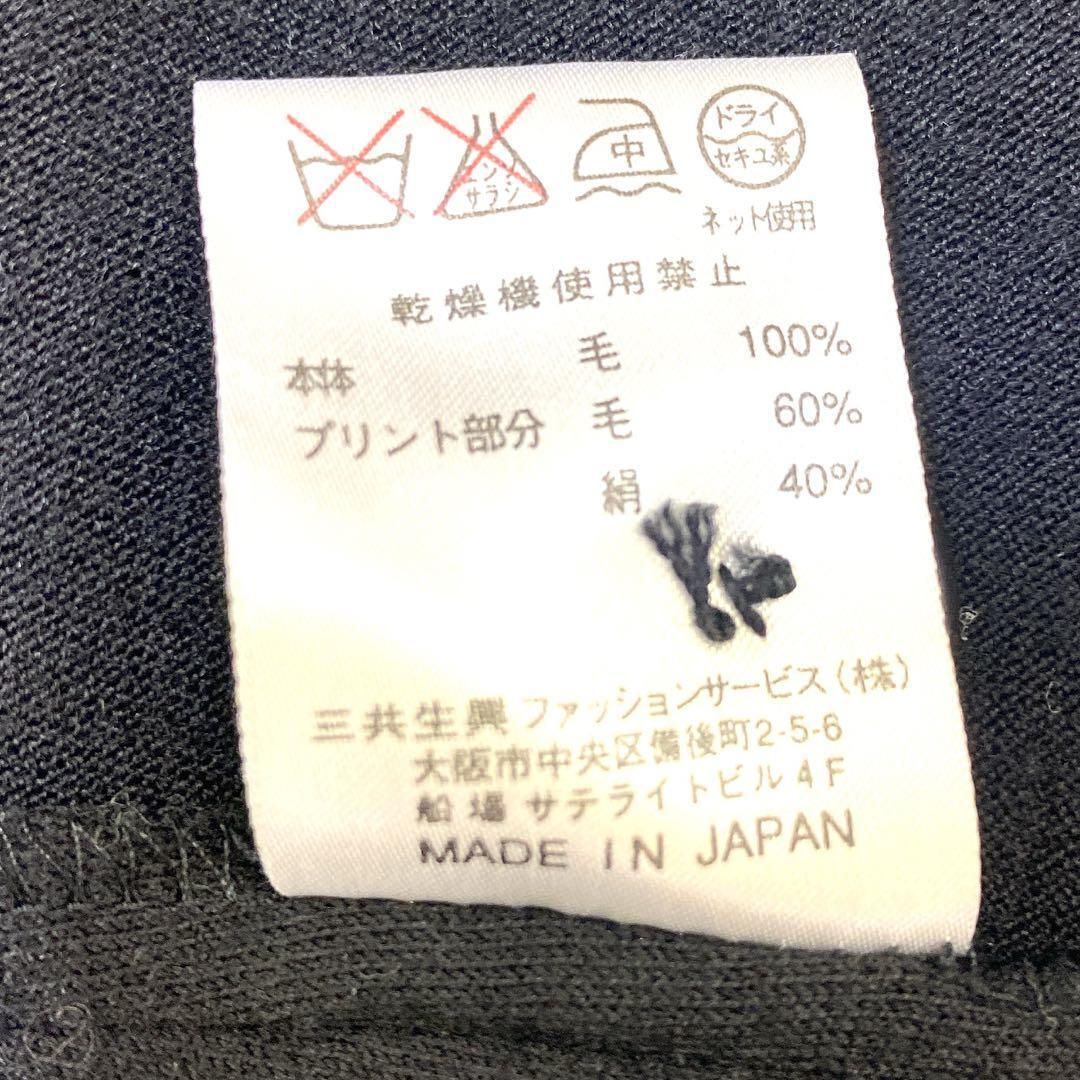 エンソサラシ
中
ドライ
セキユ系
ネット使用
乾燥機使用禁止
本体 毛 100%
プリント部分 毛 60%
絹 40%
三共生興ファッションサービス(株)
大阪市中央区備後町2-5-6
船場サテライトビル4F
MADE IN JAPAN